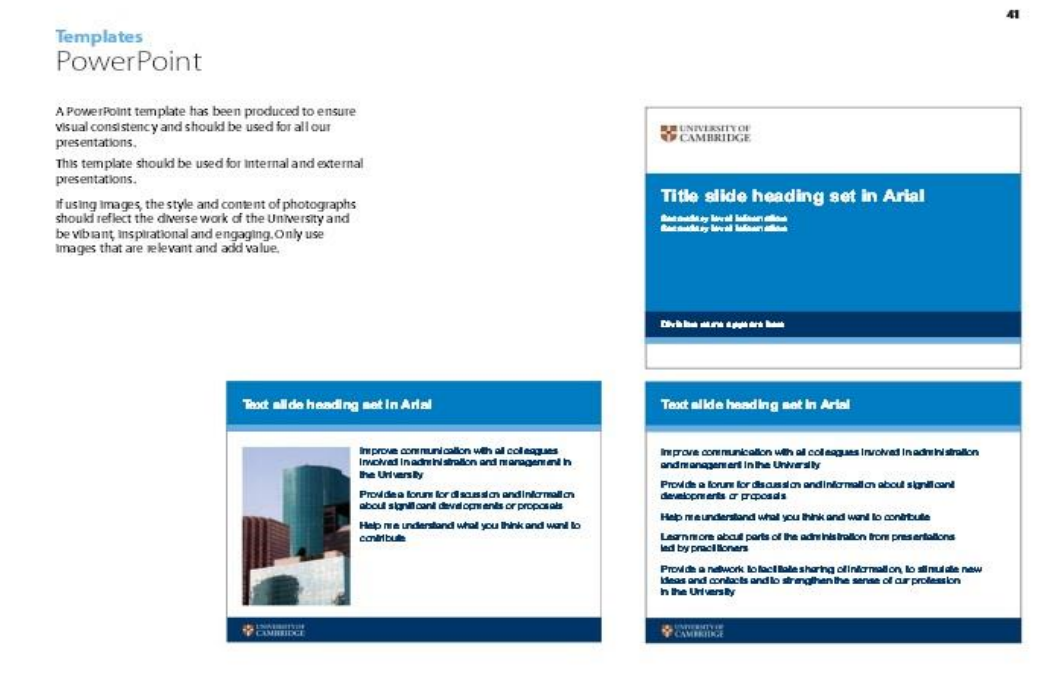 41
Templates
PowerPoint
A PowerPoint template has been produced to ensure
visual consistency and should be used for all our
presentations.
This template should be used for internal and external
presentations.
If using images, the style and content of photographs
should reflect the diverse work of the University and
be vibrant, inspirational and engaging. Only use
images that are relevant and add value.
UNIVERSITY OF
CAMBRIDGE
Title slide heading set in Arial
Secondary level information
Secondary level information
Division name appears here
Text slide heading set in Arial
Improve communication with all colleagues
involved in administration and management in
the University
Provide a forum for discussion and information
about significant developments or proposals
Help me understand what you think and want to
contribute
UNIVERSITY OF
CAMBRIDGE
Text slide heading set in Arial
Improve communication with all colleagues involved in administration
and management in the University
Provide a forum for discussion and information about significant
developments or proposals
Help me understand what you think and want to contribute
Learn more about parts of the administration from presentations
led by practitioners
Provide a network to facilitate sharing of information, to stimulate new
ideas and contacts and to strengthen the sense of our profession
in the University
UNIVERSITY OF
CAMBRIDGE